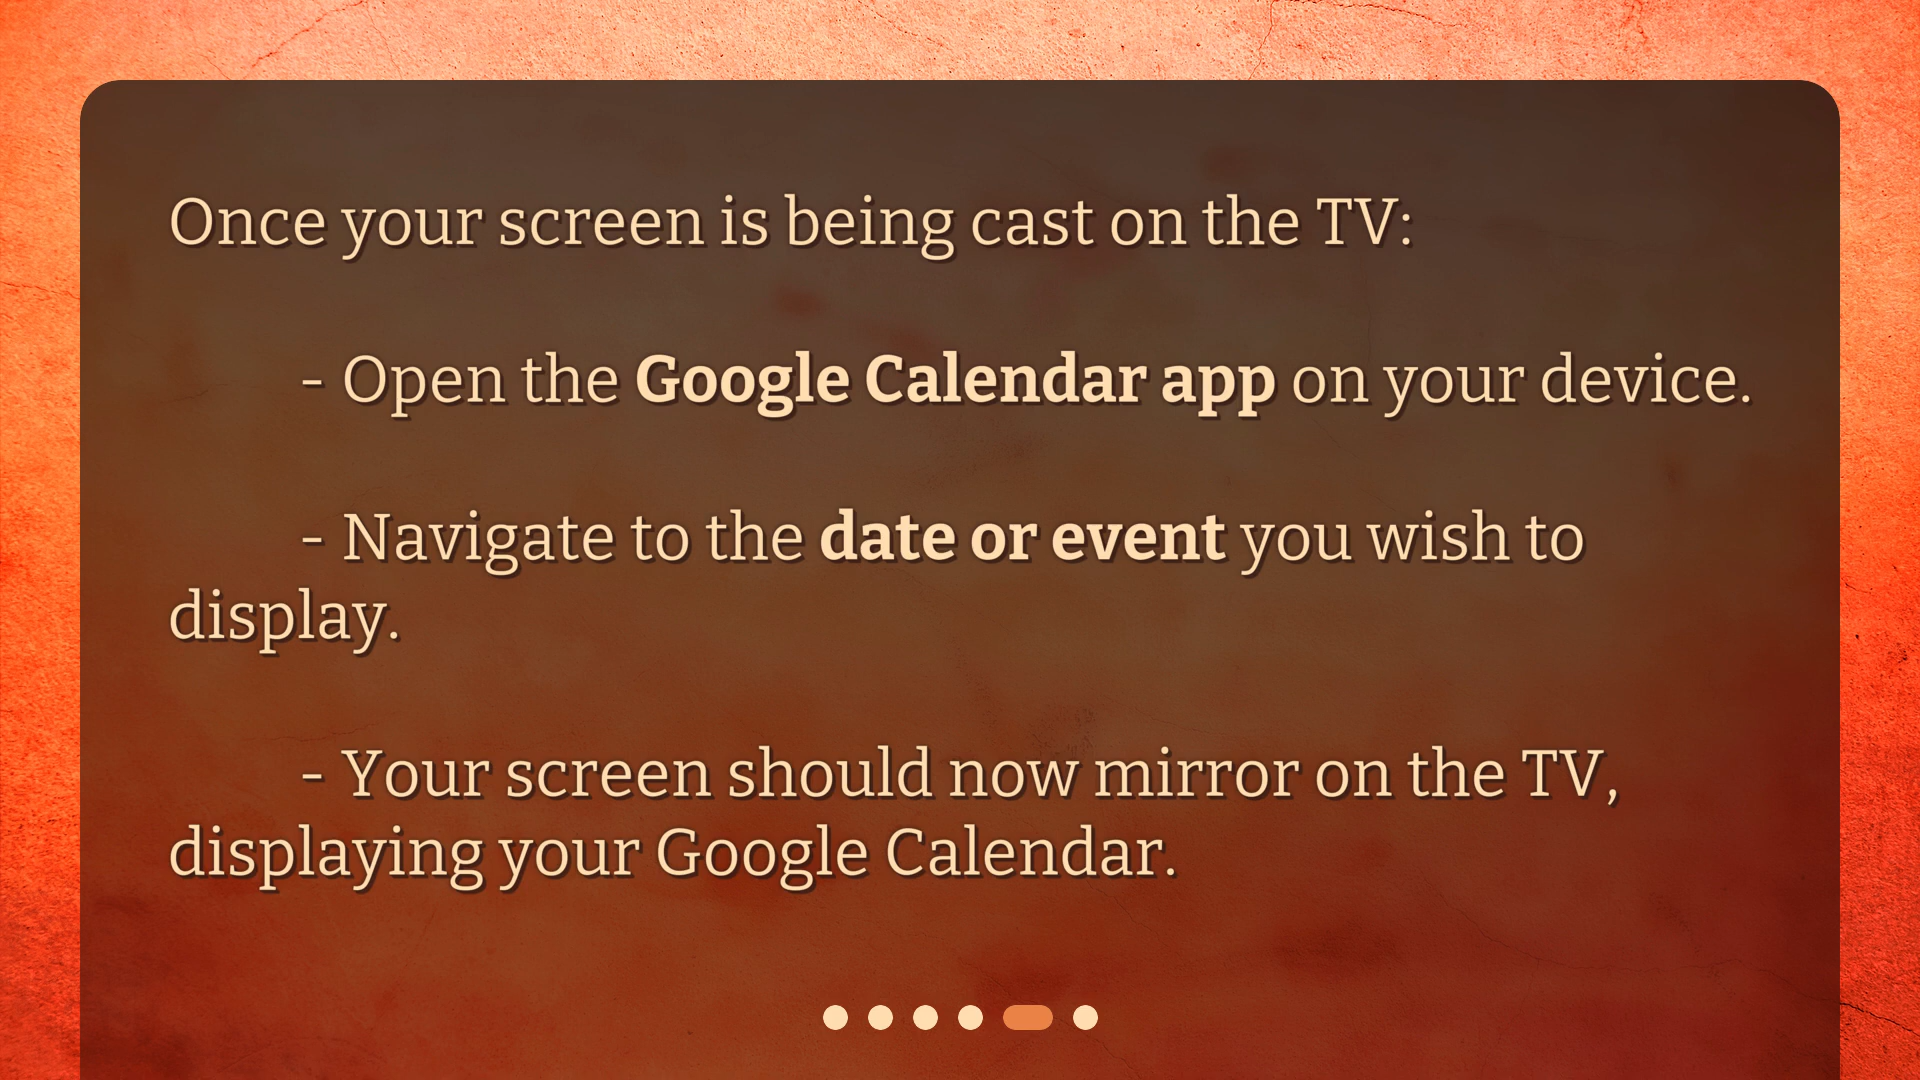 Once your screen is being cast on the TV:
- Open the Google Calendar app on your device.
- Navigate to the date or event you wish to
display.
- Your screen should now mirror on the TV,
displaying your Google Calendar.